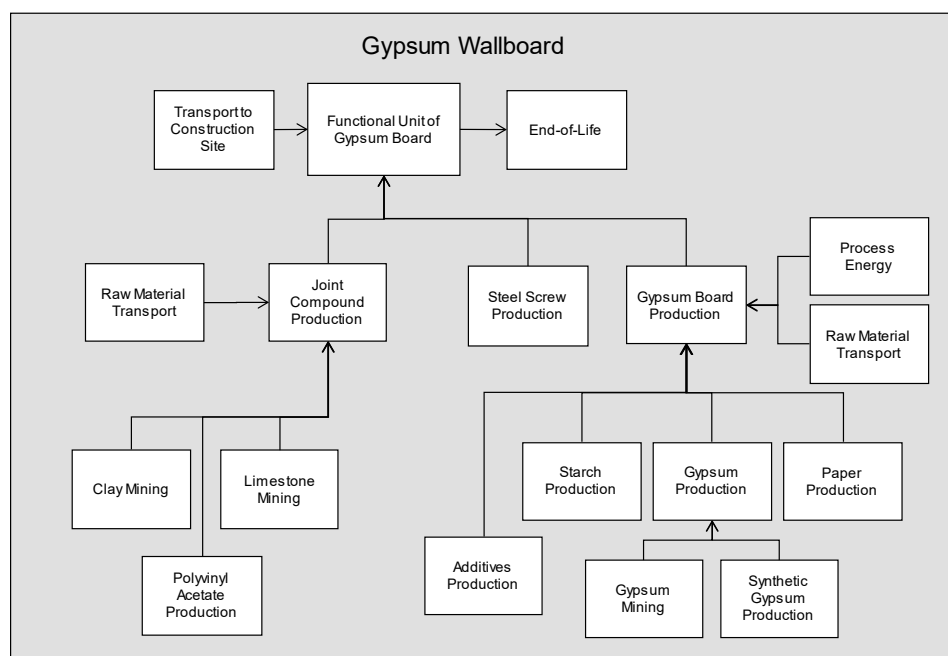 Gypsum Wallboard
Transport to
Construction
Site
Functional Unit of
Gypsum Board
End-of-Life
Process
Energy
Raw Material
Transport
Joint
Compound
Production
Steel Screw
Production
Gypsum Board
Production
Raw Material
Transport
Clay Mining
Limestone
Mining
Starch
Production
Gypsum
Production
Paper
Production
Polyvinyl
Acetate
Production
Additives
Production
Gypsum
Mining
Synthetic
Gypsum
Production